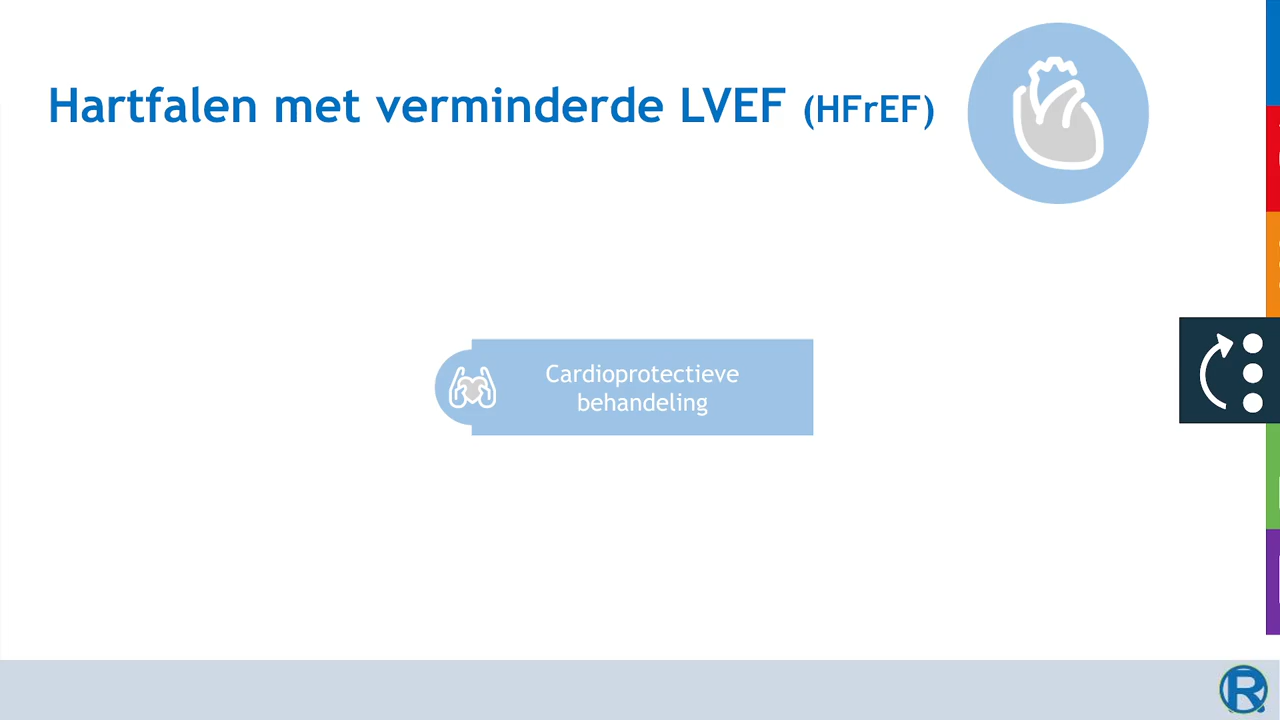 Hartfalen met verminderde LVEF (HFrEF)
Cardioprotectieve
behandeling
R